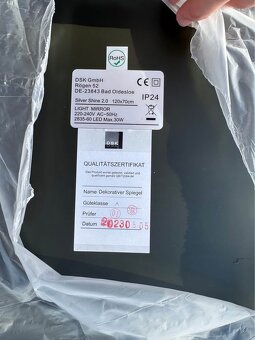 RoHS
DSK GmbH
Rögen 52
DE-23843 Bad Oldesloe
Silver Shine 2.0 120x70cm
IP24
LIGHT MIRROR
220-240V AC~50Hz
2835-60 LED Max.30W
DSK
QUALITÄTSZERTIFIKAT
Name Dekorativer Spiegel
Güteklasse A
Prüfer
Datum